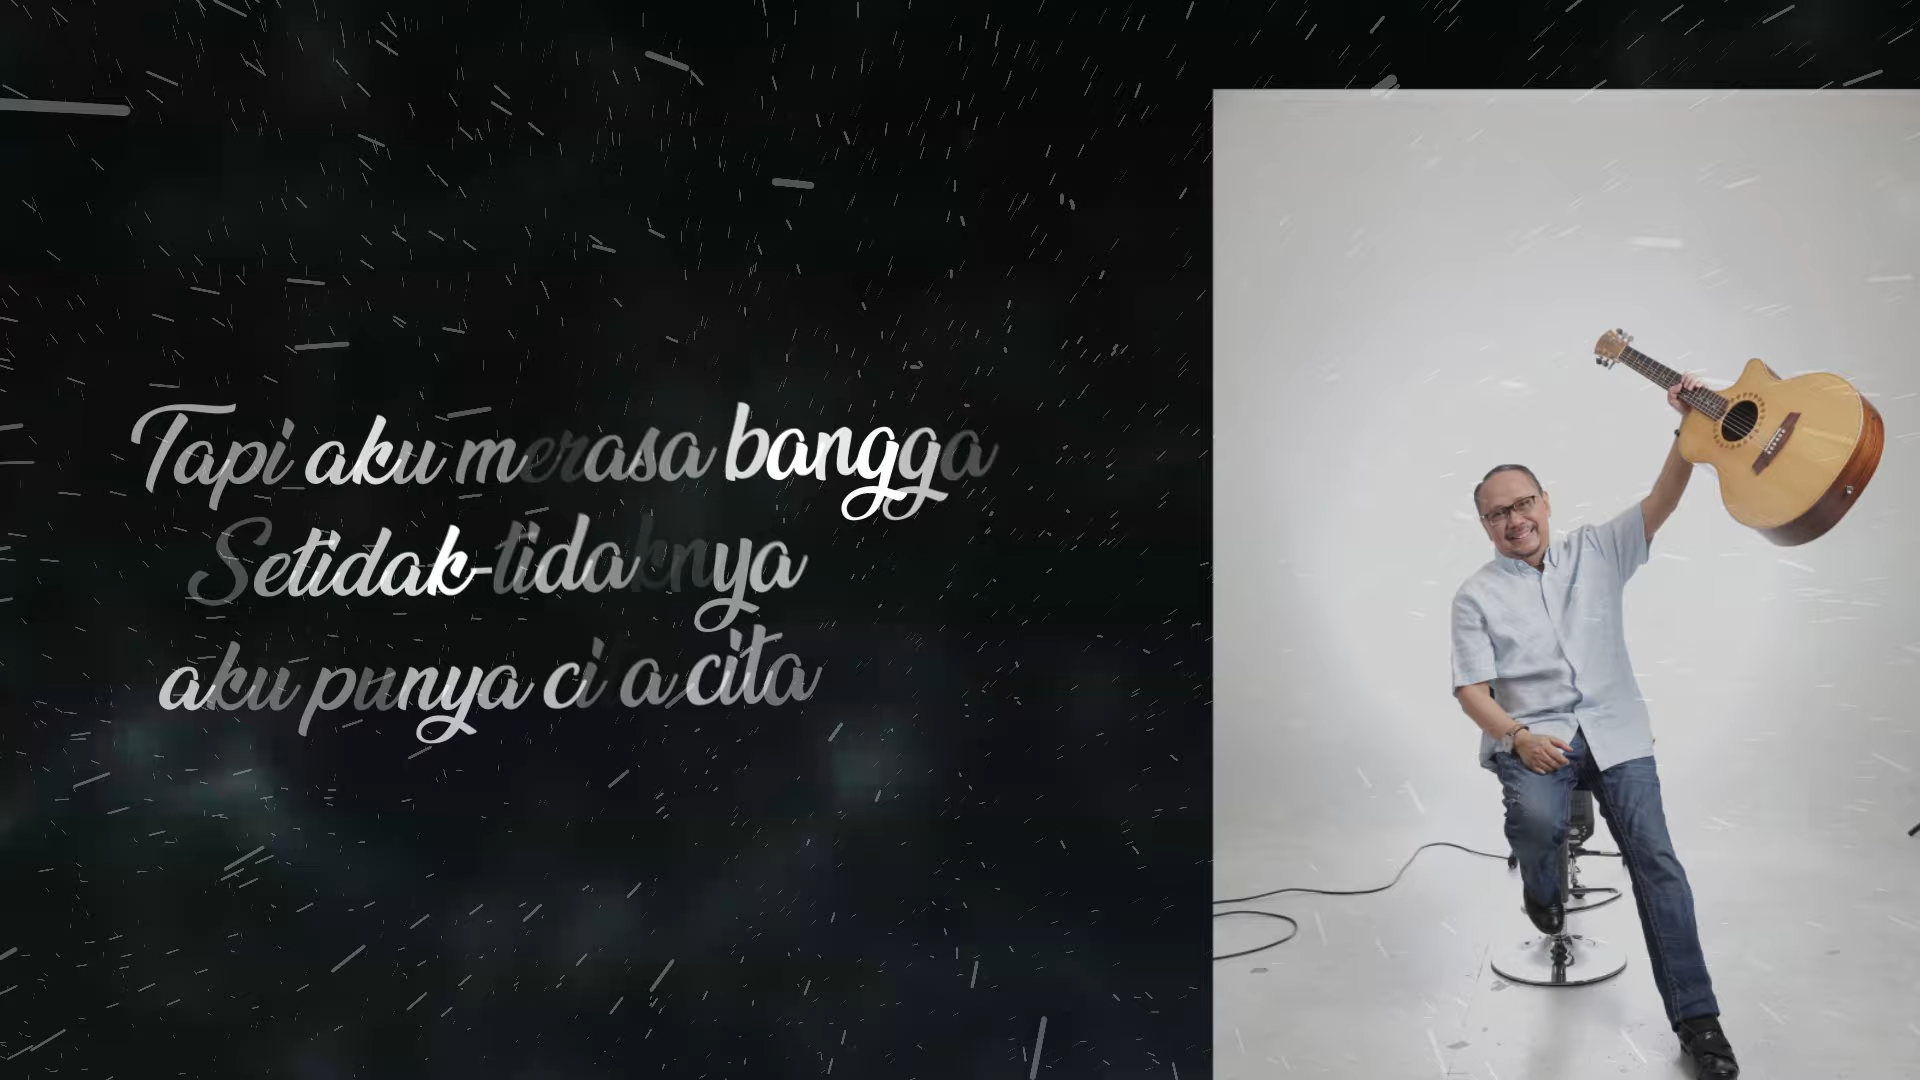 Tapi aku merasa bangga
Setidak-tidaknya
aku punya ci a cita